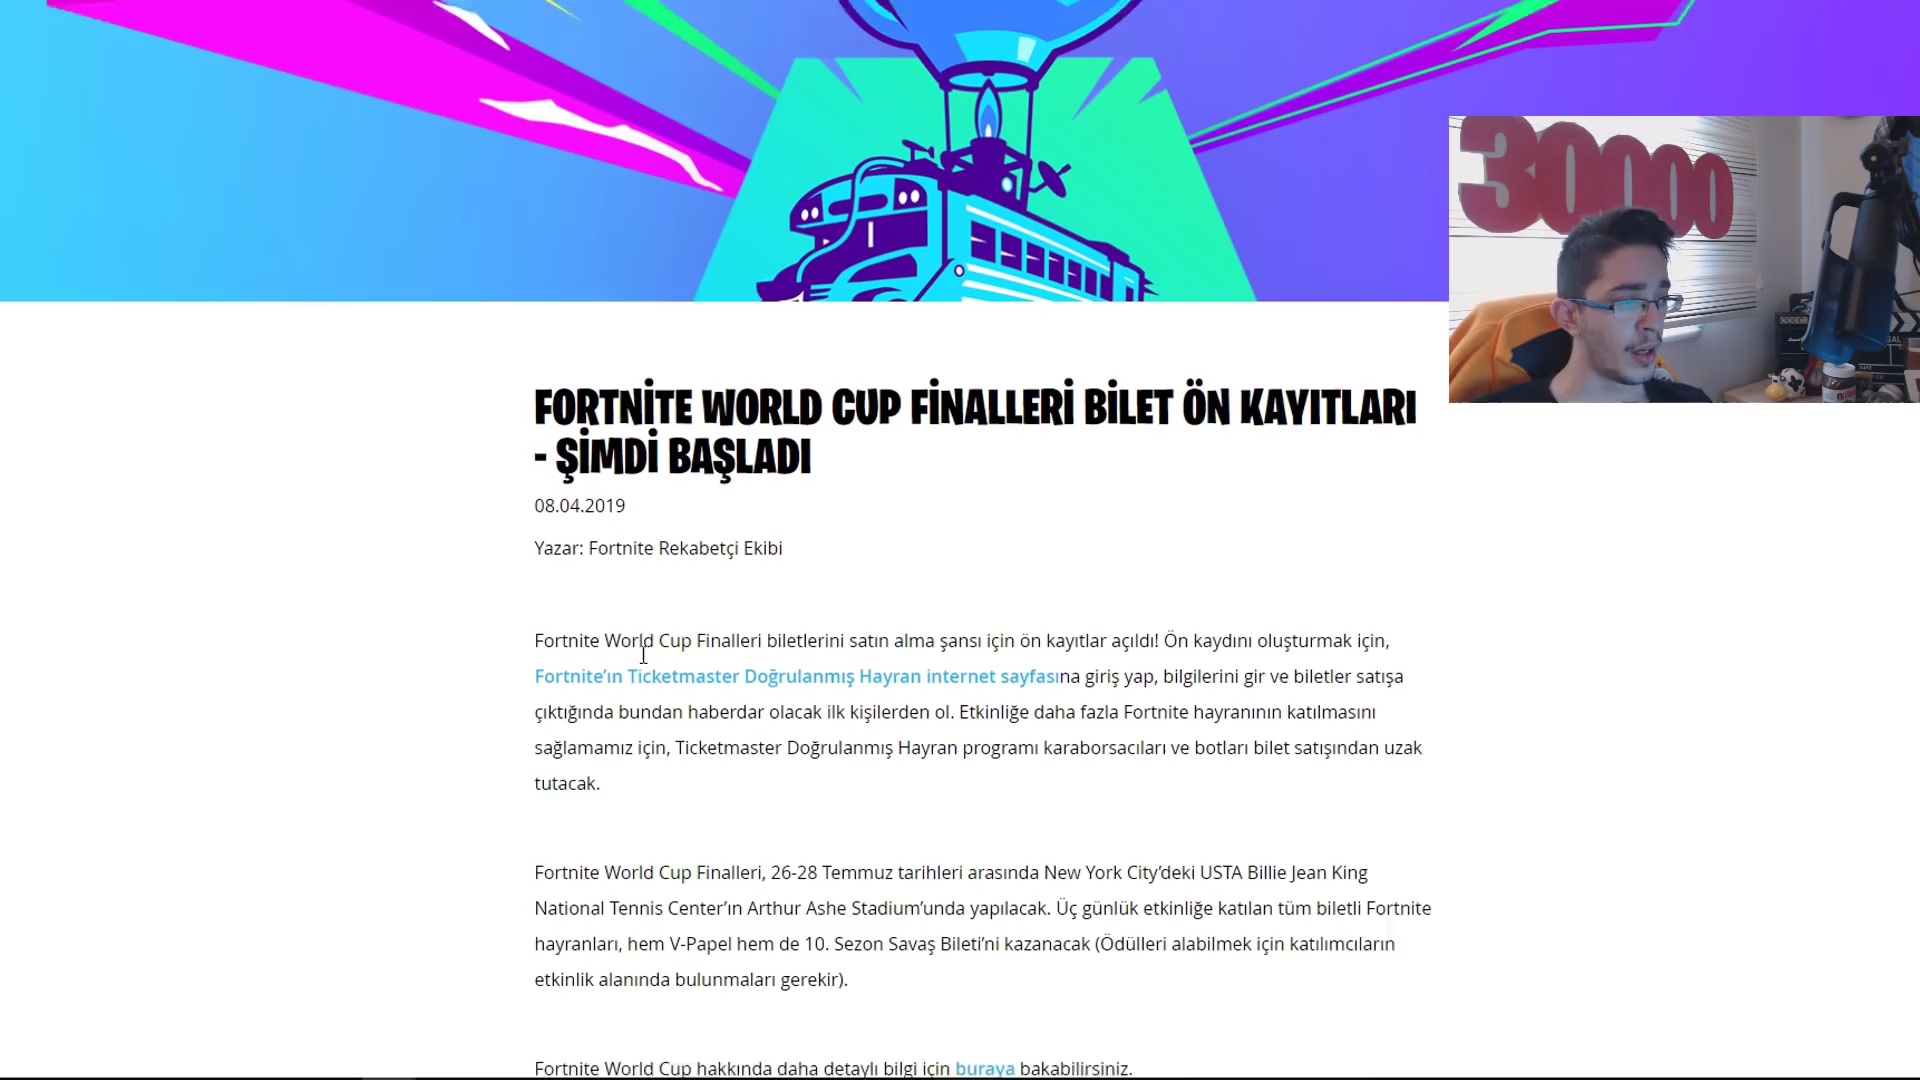 30000
FORTNİTE WORLD CUP FİNALLERİ BİLET ÖN KAYITLARI
- ŞİMDİ BAŞLADI
08.04.2019
Yazar: Fortnite Rekabetçi Ekibi
Fortnite World Cup Finalleri biletlerini satın alma şansı için ön kayıtlar açıldı! Ön kaydını oluşturmak için,
Fortnite’ın Ticketmaster Doğrulanmış Hayran internet sayfasına giriş yap, bilgilerini gir ve biletler satışa
çıktığında bundan haberdar olacak ilk kişilerden ol. Etkinliğe daha fazla Fortnite hayranının katılmasını
sağlamamız için, Ticketmaster Doğrulanmış Hayran programı karaborsacıları ve botları bilet satışından uzak
tutacak.
Fortnite World Cup Finalleri, 26-28 Temmuz tarihleri arasında New York City’deki USTA Billie Jean King
National Tennis Center’ın Arthur Ashe Stadium’unda yapılacak. Üç günlük etkinliğe katılan tüm biletli Fortnite
hayranları, hem V-Papel hem de 10. Sezon Savaş Bileti’ni kazanacak (Ödülleri alabilmek için katılımcıların
etkinlik alanında bulunmaları gerekir).
Fortnite World Cup hakkında daha detaylı bilgi için buraya bakabilirsiniz.